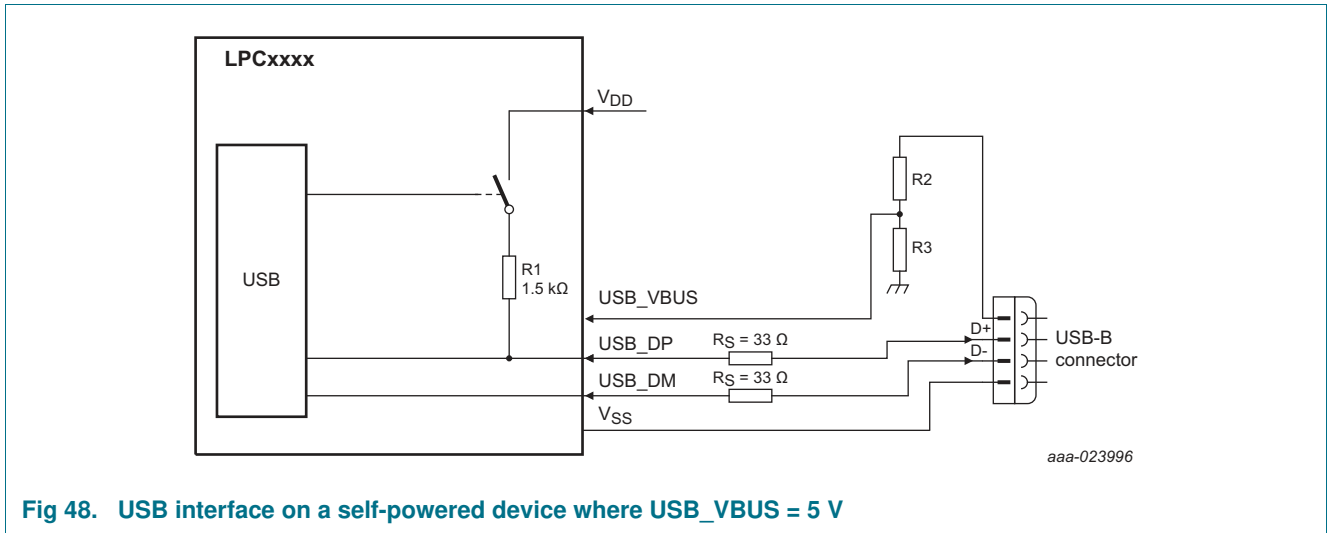 LPCxxxx
VDD
R2
R3
USB
R1
1.5 kΩ
USB_VBUS
USB_DP
RS = 33 Ω
D+
USB-B
connector
D-
USB_DM
RS = 33 Ω
VSS
aaa-023996
Fig 48. USB interface on a self-powered device where USB_VBUS = 5 V